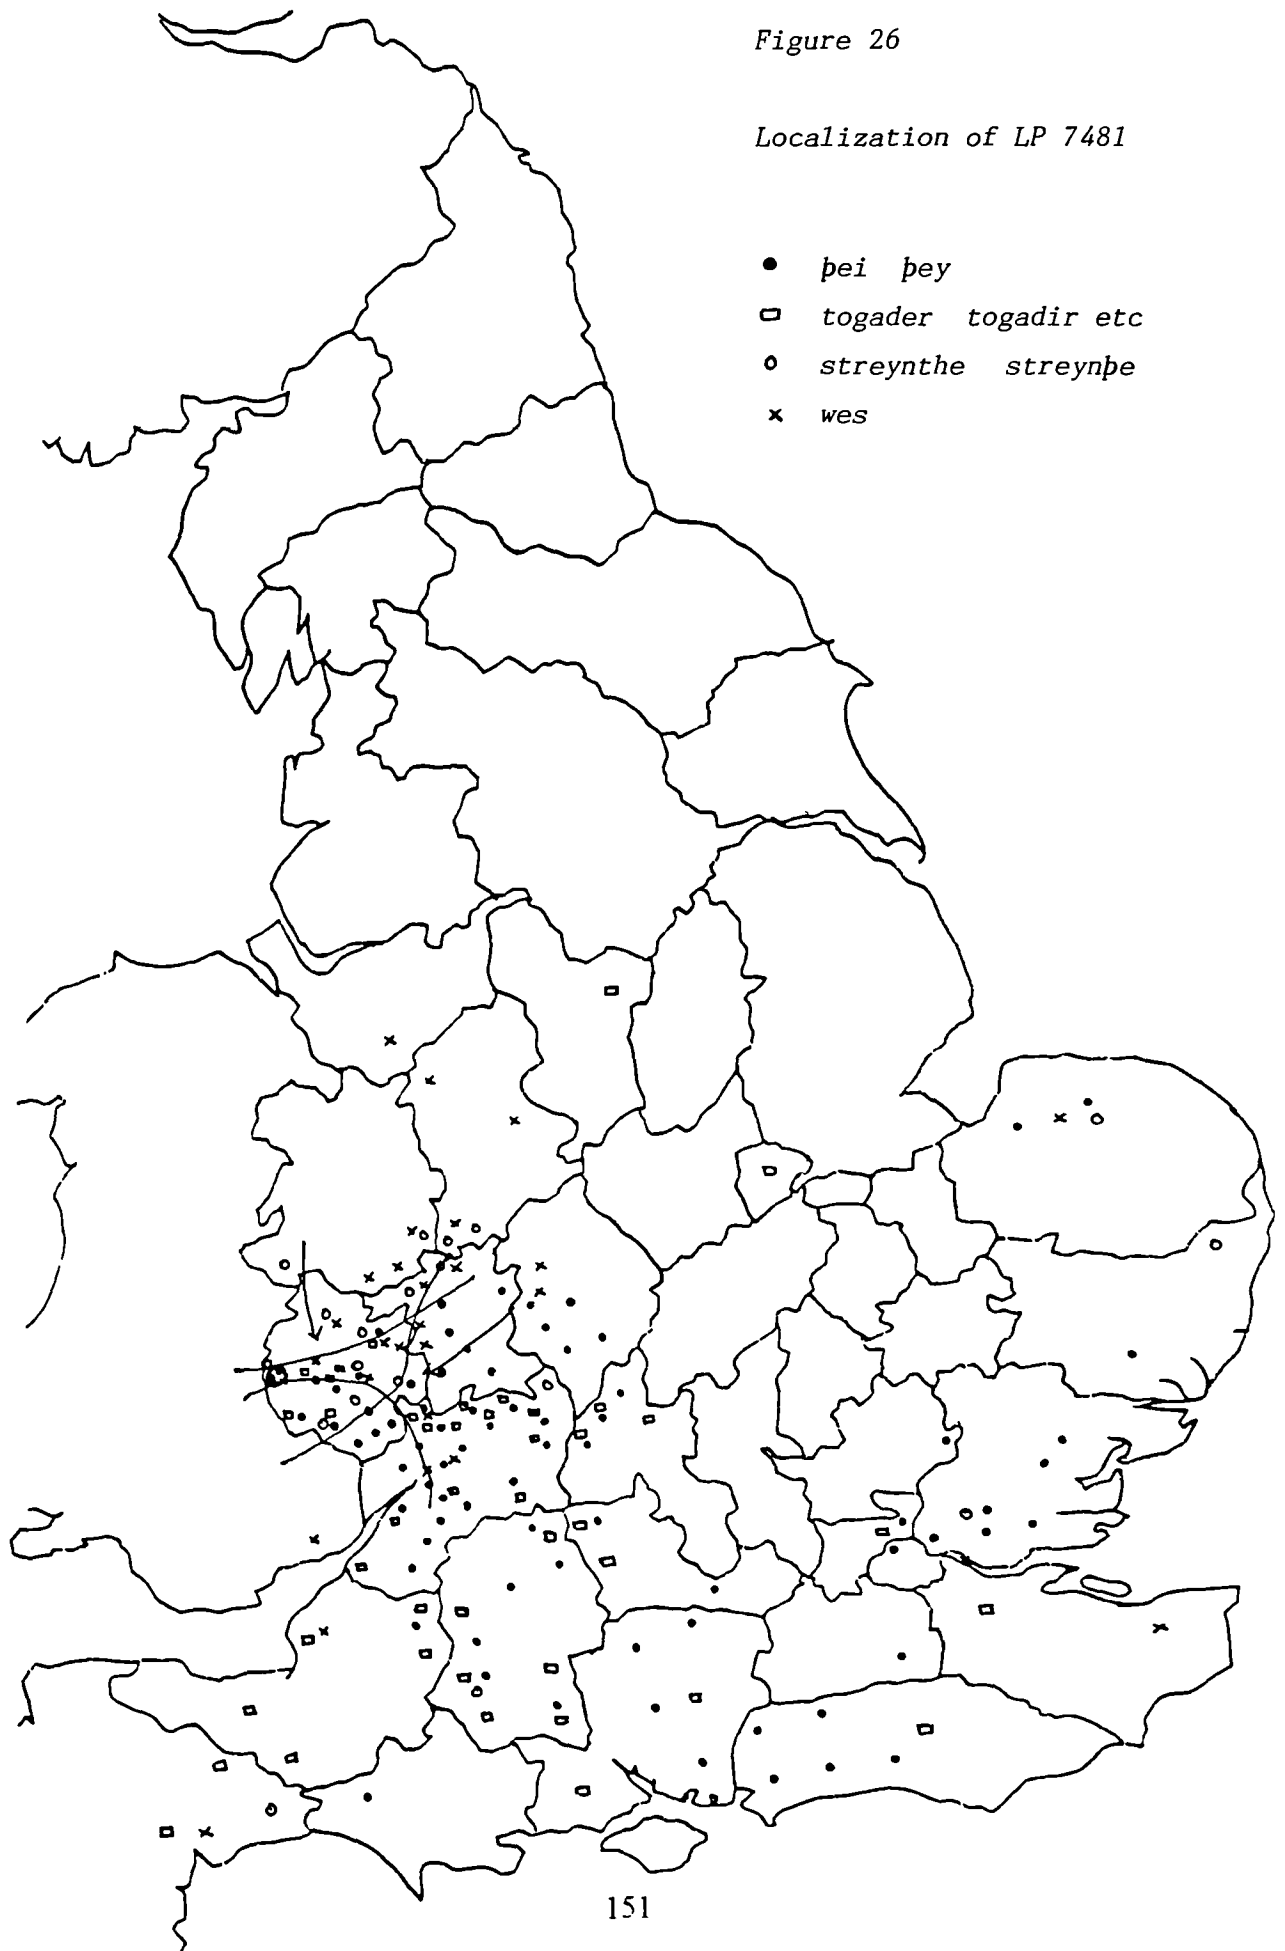 Figure 26
Localization of LP 7481
● þei þey
▭ togader togadir etc
o streynthe streynþe
x wes
151